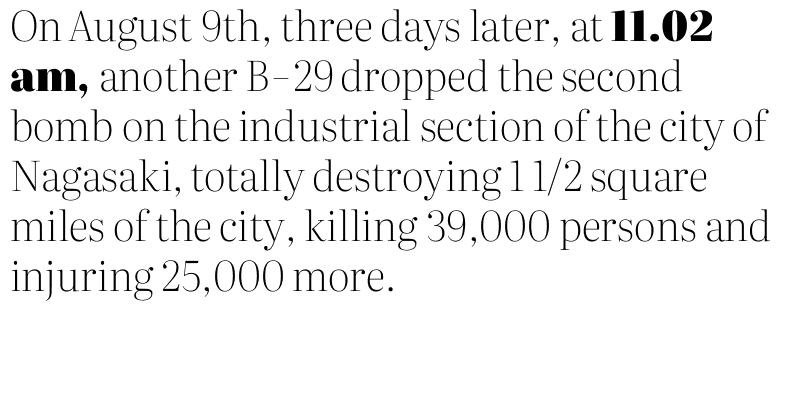 On August 9th, three days later, at 11.02
am, another B-29 dropped the second
bomb on the industrial section of the city of
Nagasaki, totally destroying 1 1/2 square
miles of the city, killing 39,000 persons and
injuring 25,000 more.